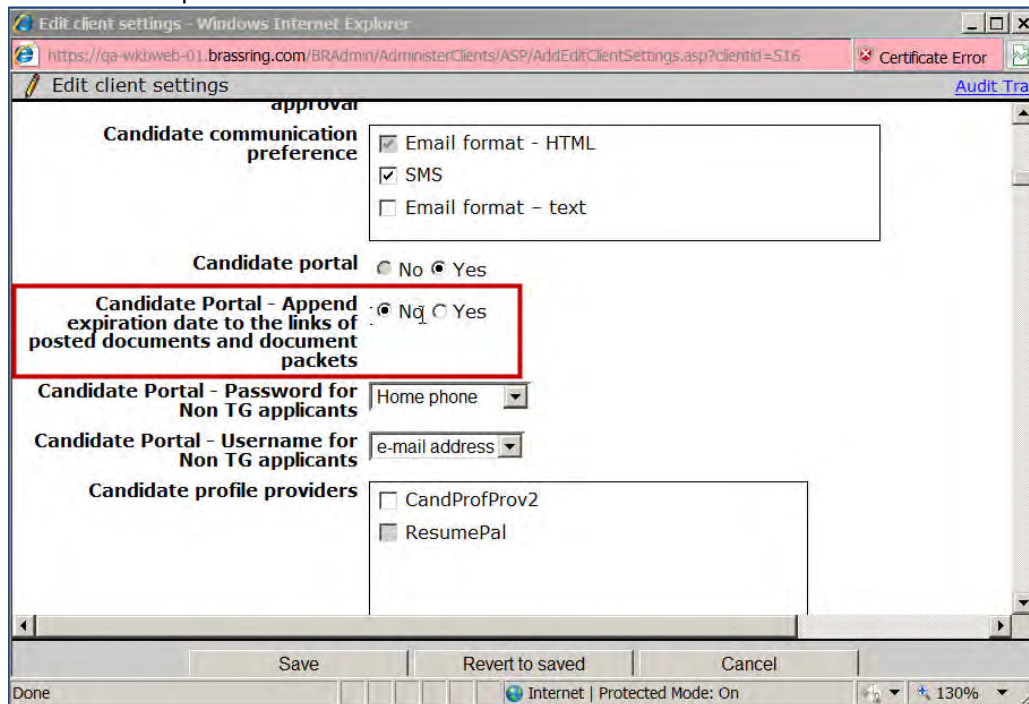 Edit client settings - Windows Internet Explorer
https://qa-wkbweb-01.brassring.com/BRAdmin/AdministerClients/ASP/AddEditClientSettings.asp?clientid=516
Certificate Error
Edit client settings
Audit Tra
approval
Candidate communication
preference
Email format - HTML
SMS
Email format – text
Candidate portal
No Yes
Candidate Portal - Append
expiration date to the links of
posted documents and document
packets
No Yes
Candidate Portal - Password for
Non TG applicants
Home phone
Candidate Portal - Username for
Non TG applicants
e-mail address
Candidate profile providers
CandProfProv2
ResumePal
Save Revert to saved Cancel
Done Internet | Protected Mode: On 130%